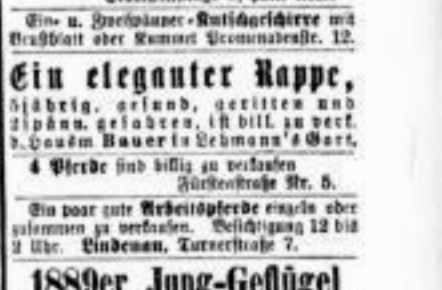 Ein- u. Zweispänner-Kutschgeschirre mit
Brustblatt oder Kummet Promenadenstr. 12.
Ein eleganter Rappe,
5jährig, gesund, geritten und
2spänn. gefahren, ist bill. zu verk.
b. Hausm Bauer in Lehmann's Gart.
4 Pferde sind billig zu verkaufen
Fürstenstraße Nr. 5.
Ein paar gute Arbeitspferde einzeln oder
zusammen zu verkaufen. Besichtigung 12 bis
2 Uhr. Lindenau, Turnerstraße 7.
1889er Jung-Geflügel